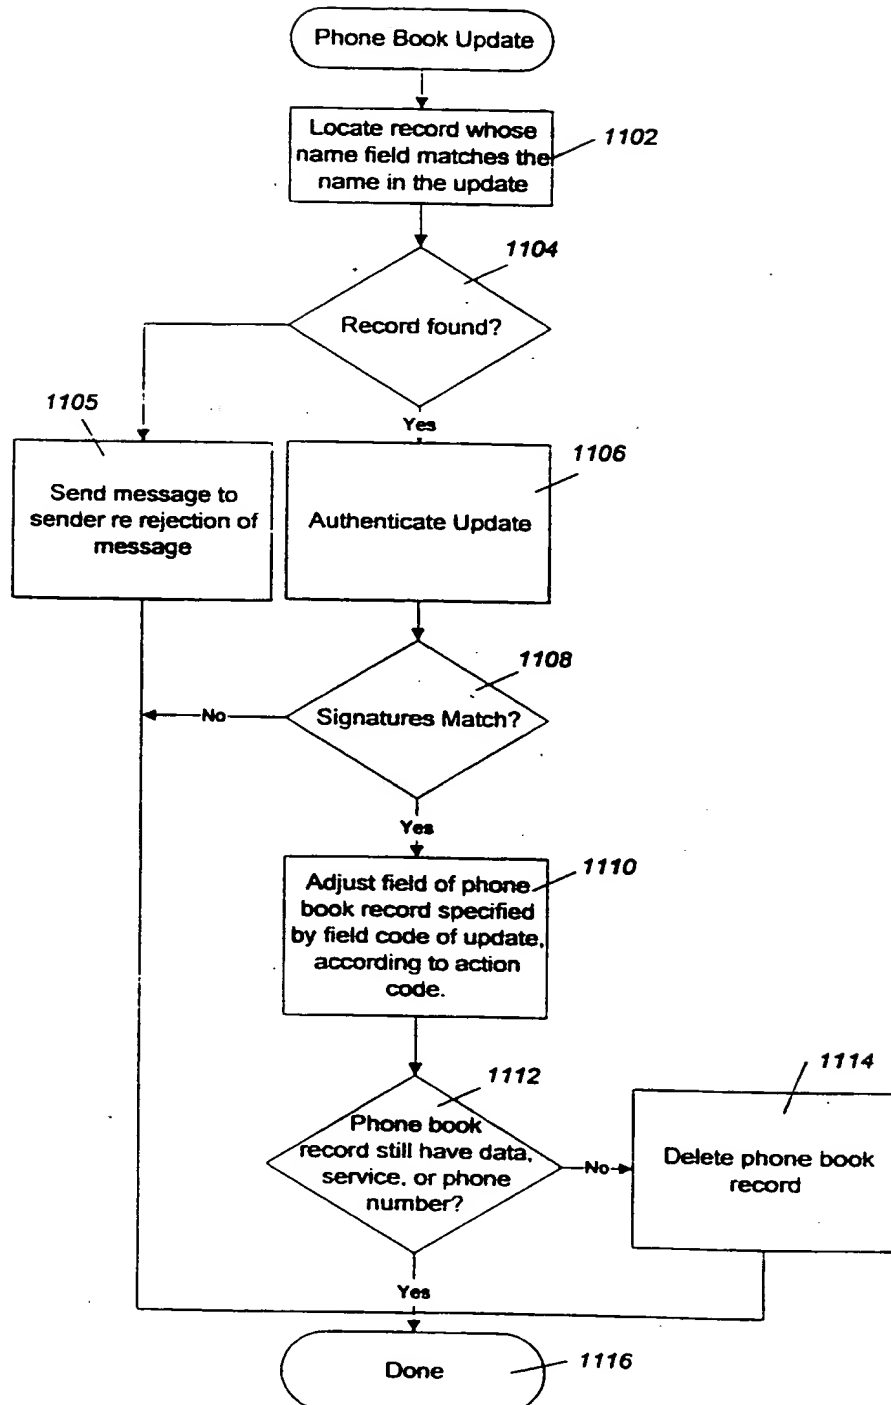 Phone Book Update
Locate record whose
name field matches the
name in the update
1102
1104
Record found?
1105
Yes
1106
Send message to
sender re rejection of
message
Authenticate Update
1108
Signatures Match?
No
Yes
1110
Adjust field of phone
book record specified
by field code of update,
according to action
code.
1112
1114
Phone book
record still have data,
service, or phone
number?
No
Delete phone book
record
Yes
Done
1116